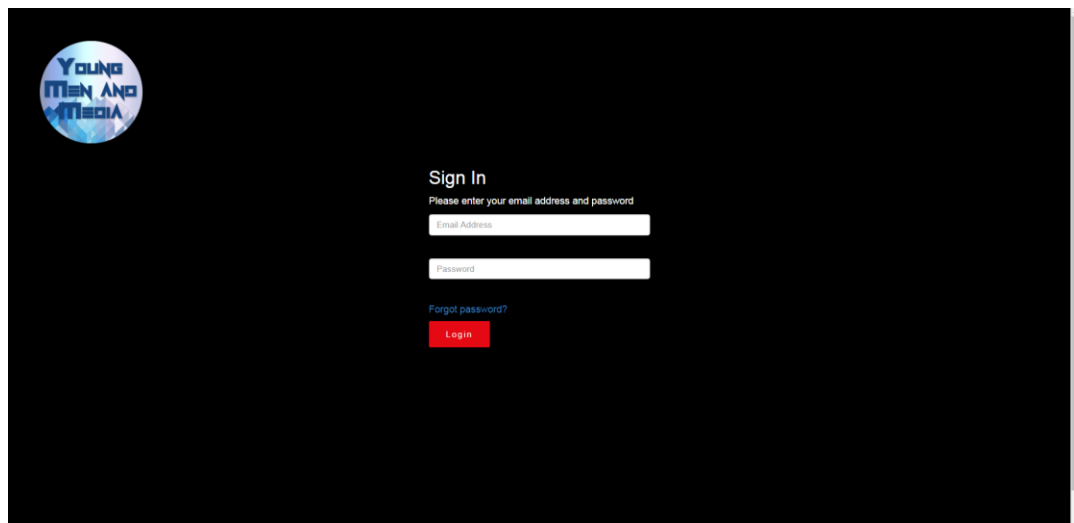 Young
Men and
Media
Sign In
Please enter your email address and password
Email Address
Password
Forgot password?
Login